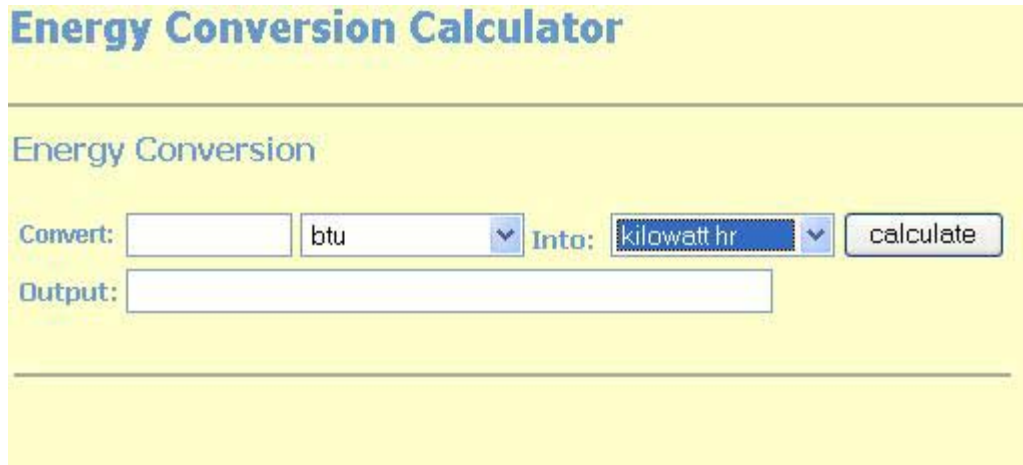 Energy Conversion Calculator
Energy Conversion
Convert: btu Into: kilowatt hr calculate
Output: